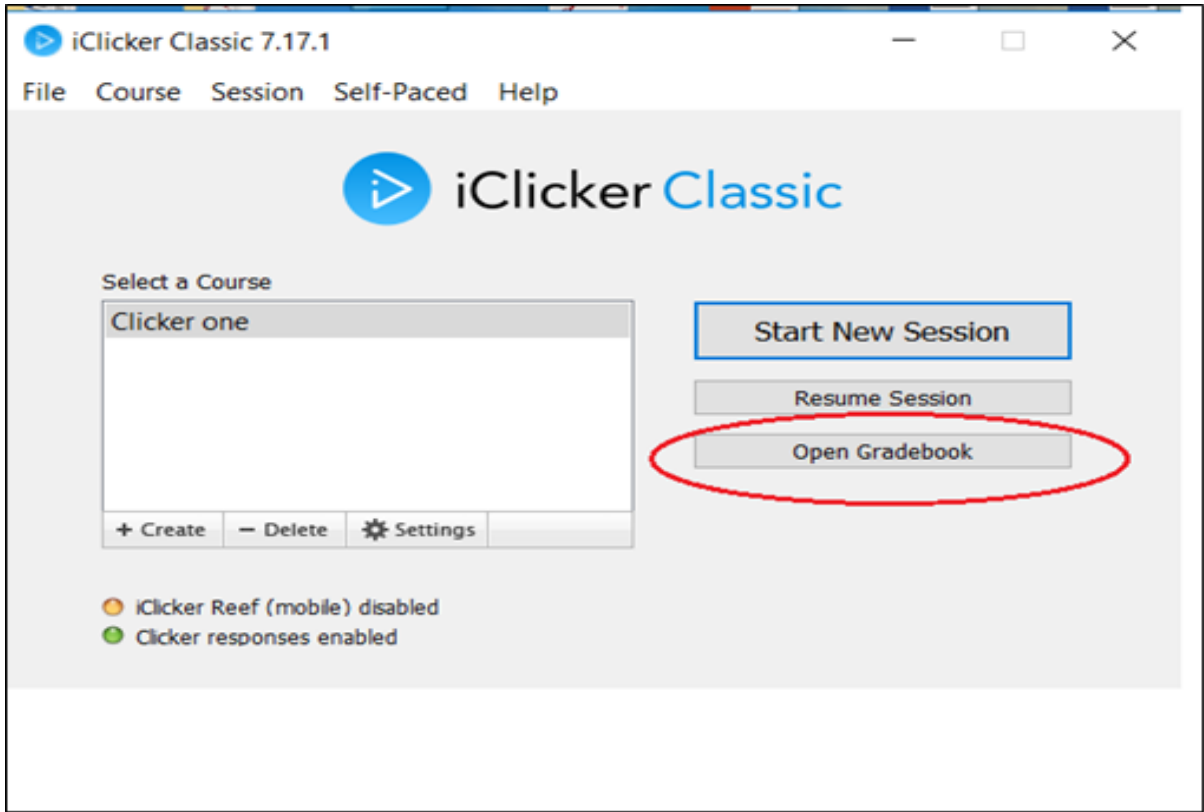 iClicker Classic 7.17.1
File Course Session Self-Paced Help
iClicker Classic
Select a Course
Clicker one
Start New Session
Resume Session
Open Gradebook
+ Create − Delete Settings
iClicker Reef (mobile) disabled
Clicker responses enabled